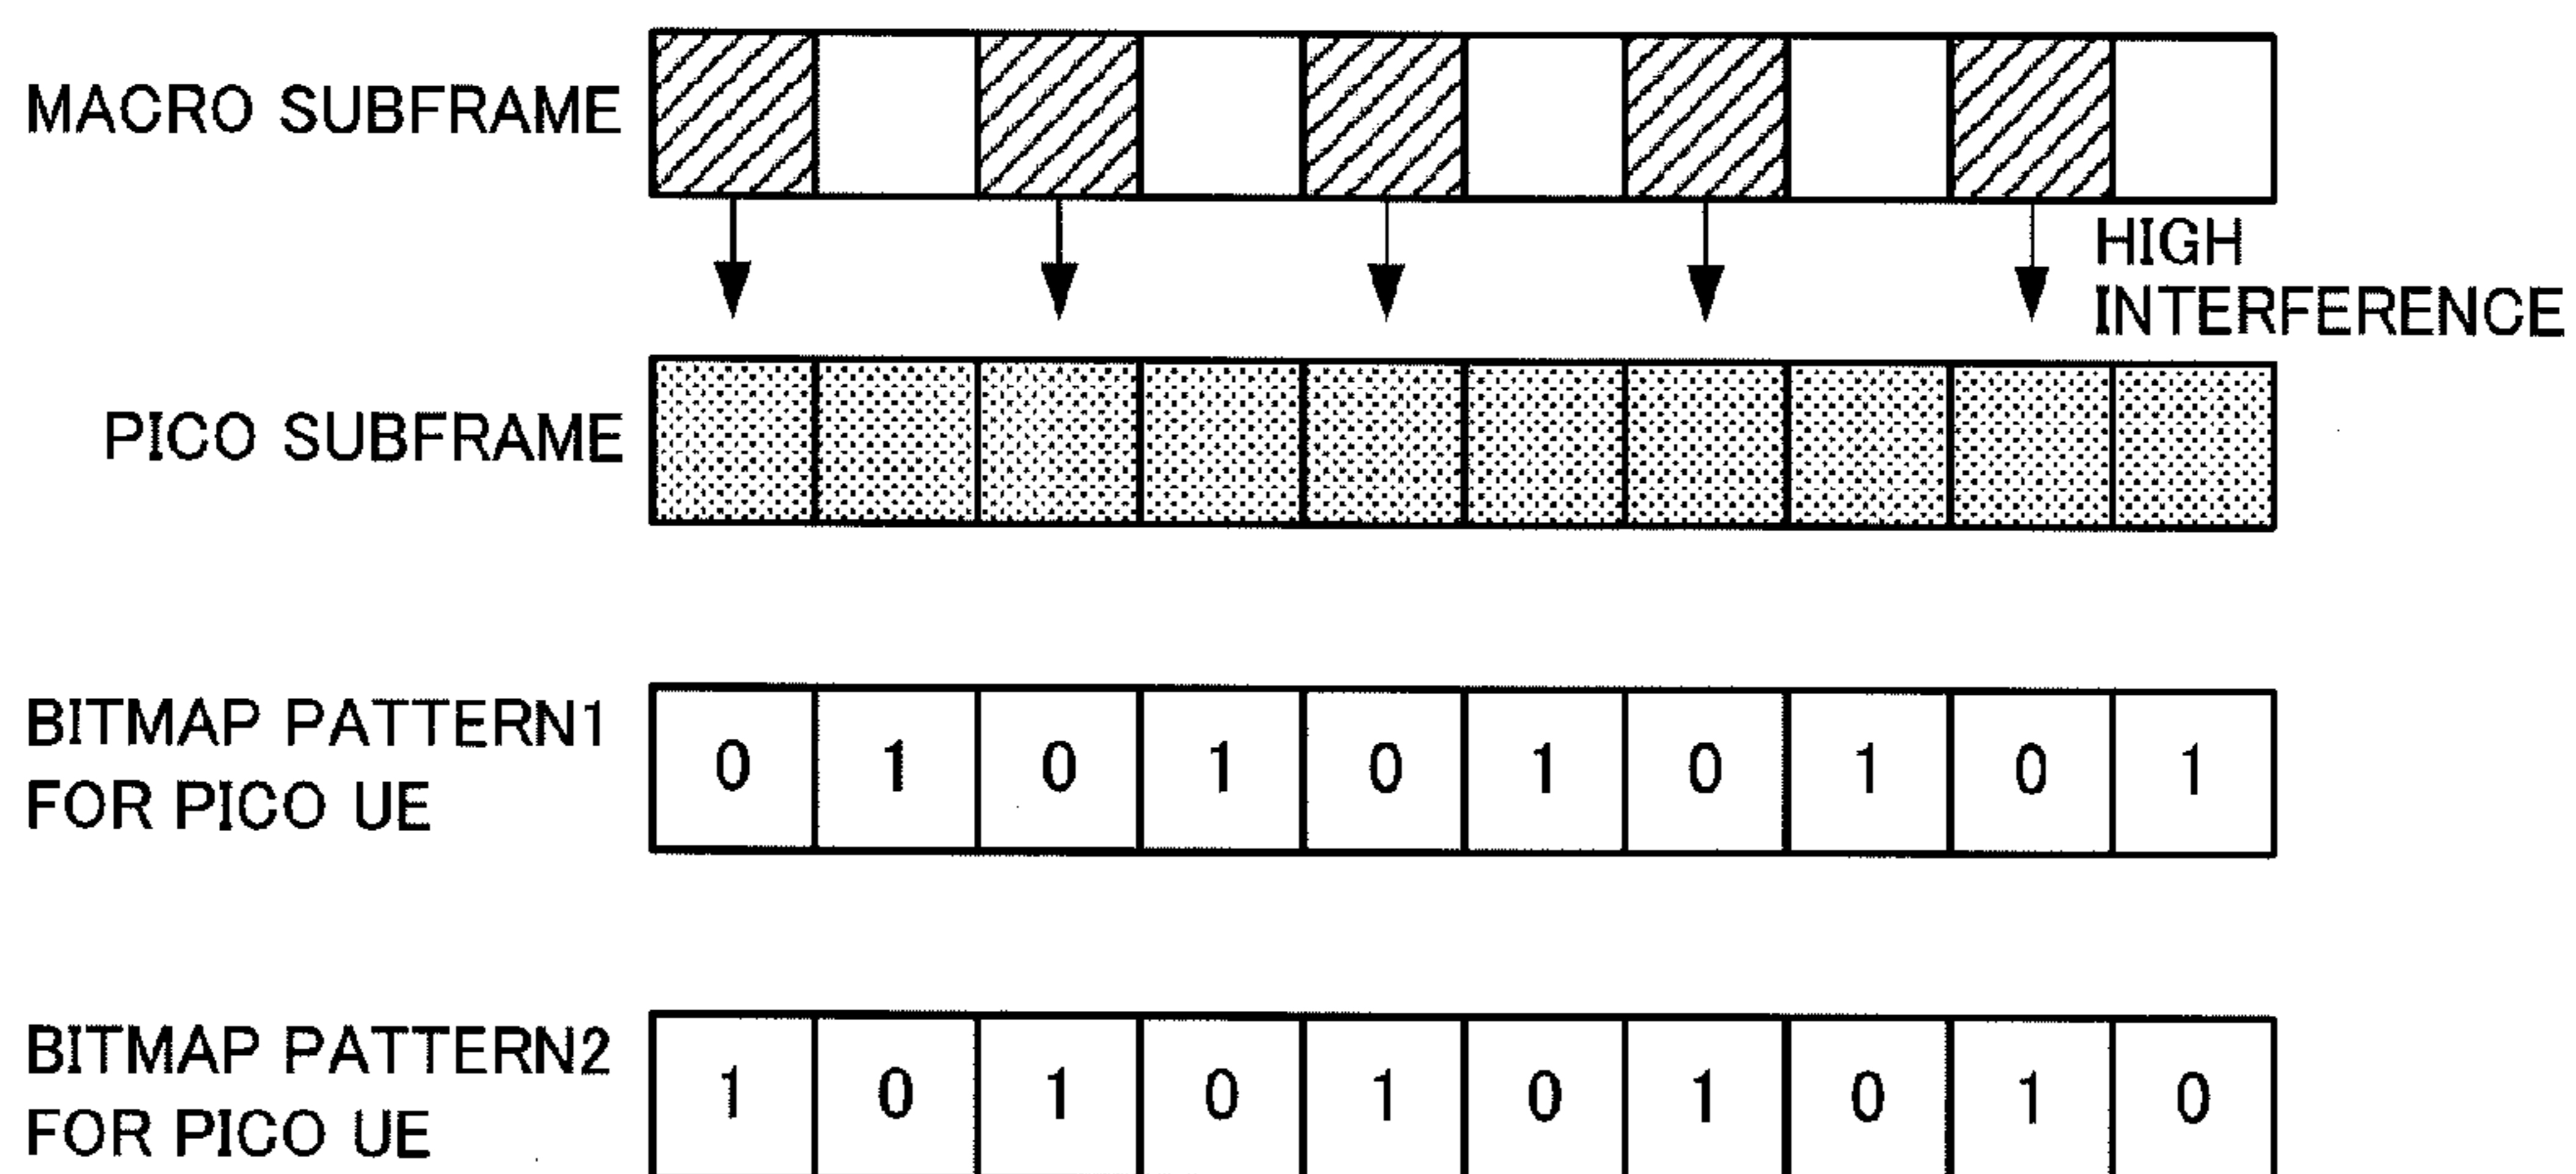 MACRO SUBFRAME
HIGH
INTERFERENCE
PICO SUBFRAME
BITMAP PATTERN1
FOR PICO UE
0 1 0 1 0 1 0 1 0 1
BITMAP PATTERN2
FOR PICO UE
1 0 1 0 1 0 1 0 1 0